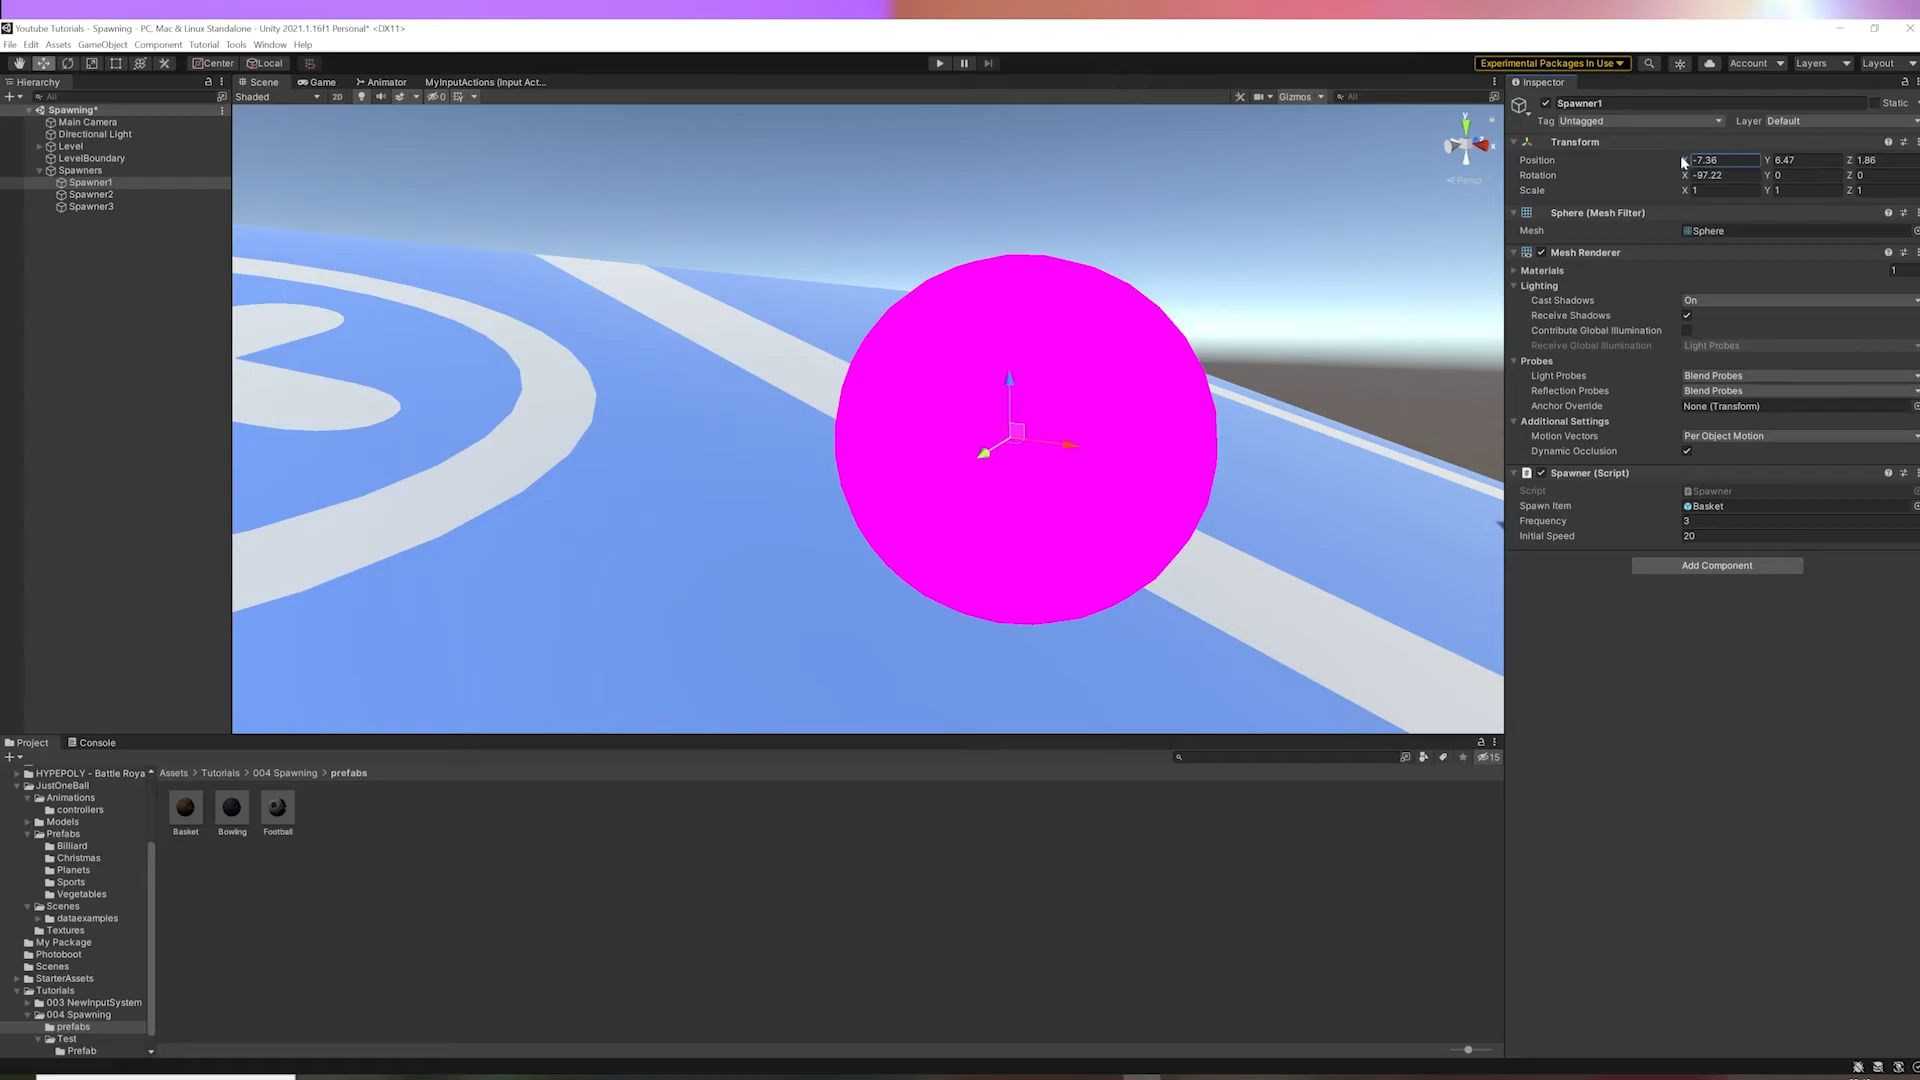 Youtube Tutorials - Spawning - PC, Mac & Linux Standalone - Unity 2021.1.16f1 Personal* <DX11>
File Edit Assets GameObject Component Tutorial Tools Window Help
Center Local Experimental Packages In Use Account Layers Layout
Hierarchy
All
Spawning*
Main Camera
Directional Light
Level
LevelBoundary
Spawners
Spawner1
Spawner2
Spawner3
Scene Game Animator MyInputActions (Input Act...
Shaded 2D 0 Gizmos All
y
x
Persp
Inspector
Spawner1 Static
Tag Untagged Layer Default
Transform
Position -7.36 Y 6.47 Z 1.86
Rotation X -97.22 Y 0 Z 0
Scale X 1 Y 1 Z 1
Sphere (Mesh Filter)
Mesh Sphere
Mesh Renderer
Materials 1
Lighting
Cast Shadows On
Receive Shadows
Contribute Global Illumination
Receive Global Illumination Light Probes
Probes
Light Probes Blend Probes
Reflection Probes Blend Probes
Anchor Override None (Transform)
Additional Settings
Motion Vectors Per Object Motion
Dynamic Occlusion
Spawner (Script)
Script Spawner
Spawn Item Basket
Frequency 3
Initial Speed 20
Add Component
Project Console
15
HYPEPOLY - Battle Roya
JustOneBall
Animations
controllers
Models
Prefabs
Billiard
Christmas
Planets
Sports
Vegetables
Scenes
dataexamples
Textures
My Package
Photoboot
Scenes
StarterAssets
Tutorials
003 NewInputSystem
004 Spawning
prefabs
Test
Prefab
Assets > Tutorials > 004 Spawning > prefabs
Basket Bowling Football